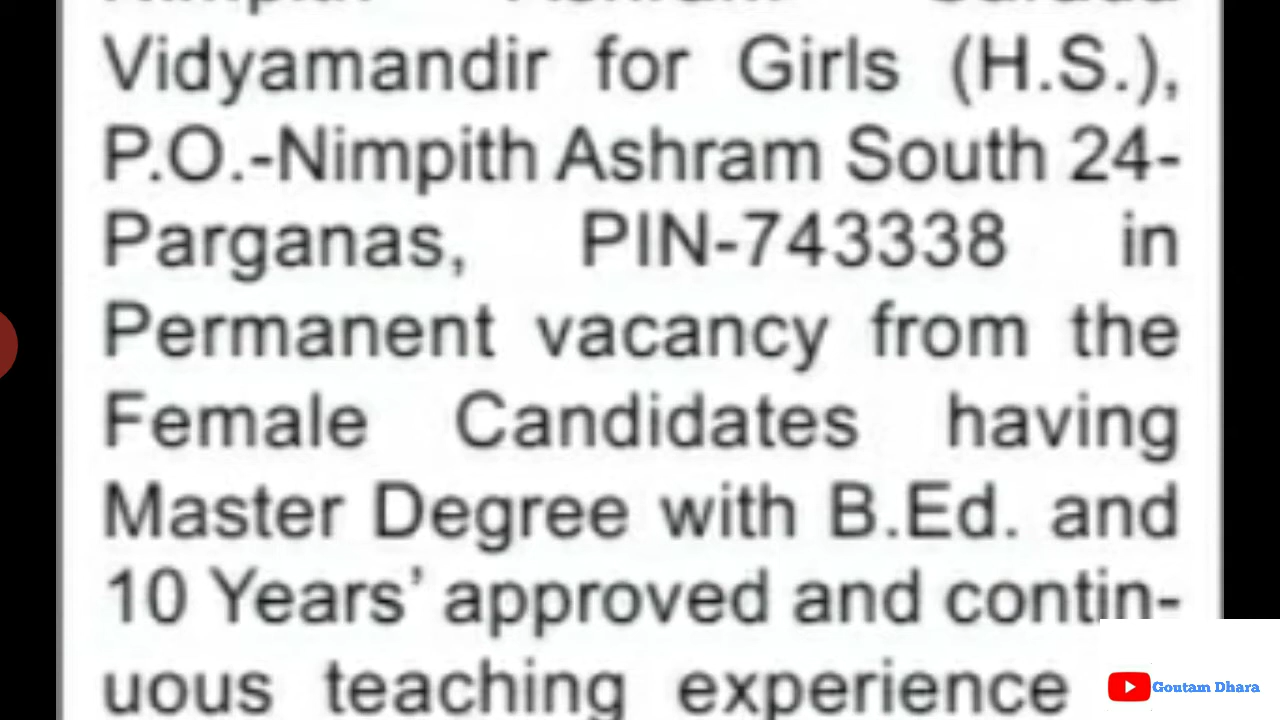 Vidyamandir for Girls (H.S.),
P.O.-Nimpith Ashram South 24-
Parganas, PIN-743338 in
Permanent vacancy from the
Female Candidates having
Master Degree with B.Ed. and
10 Years’ approved and contin-
uous teaching experience
Goutam Dhara